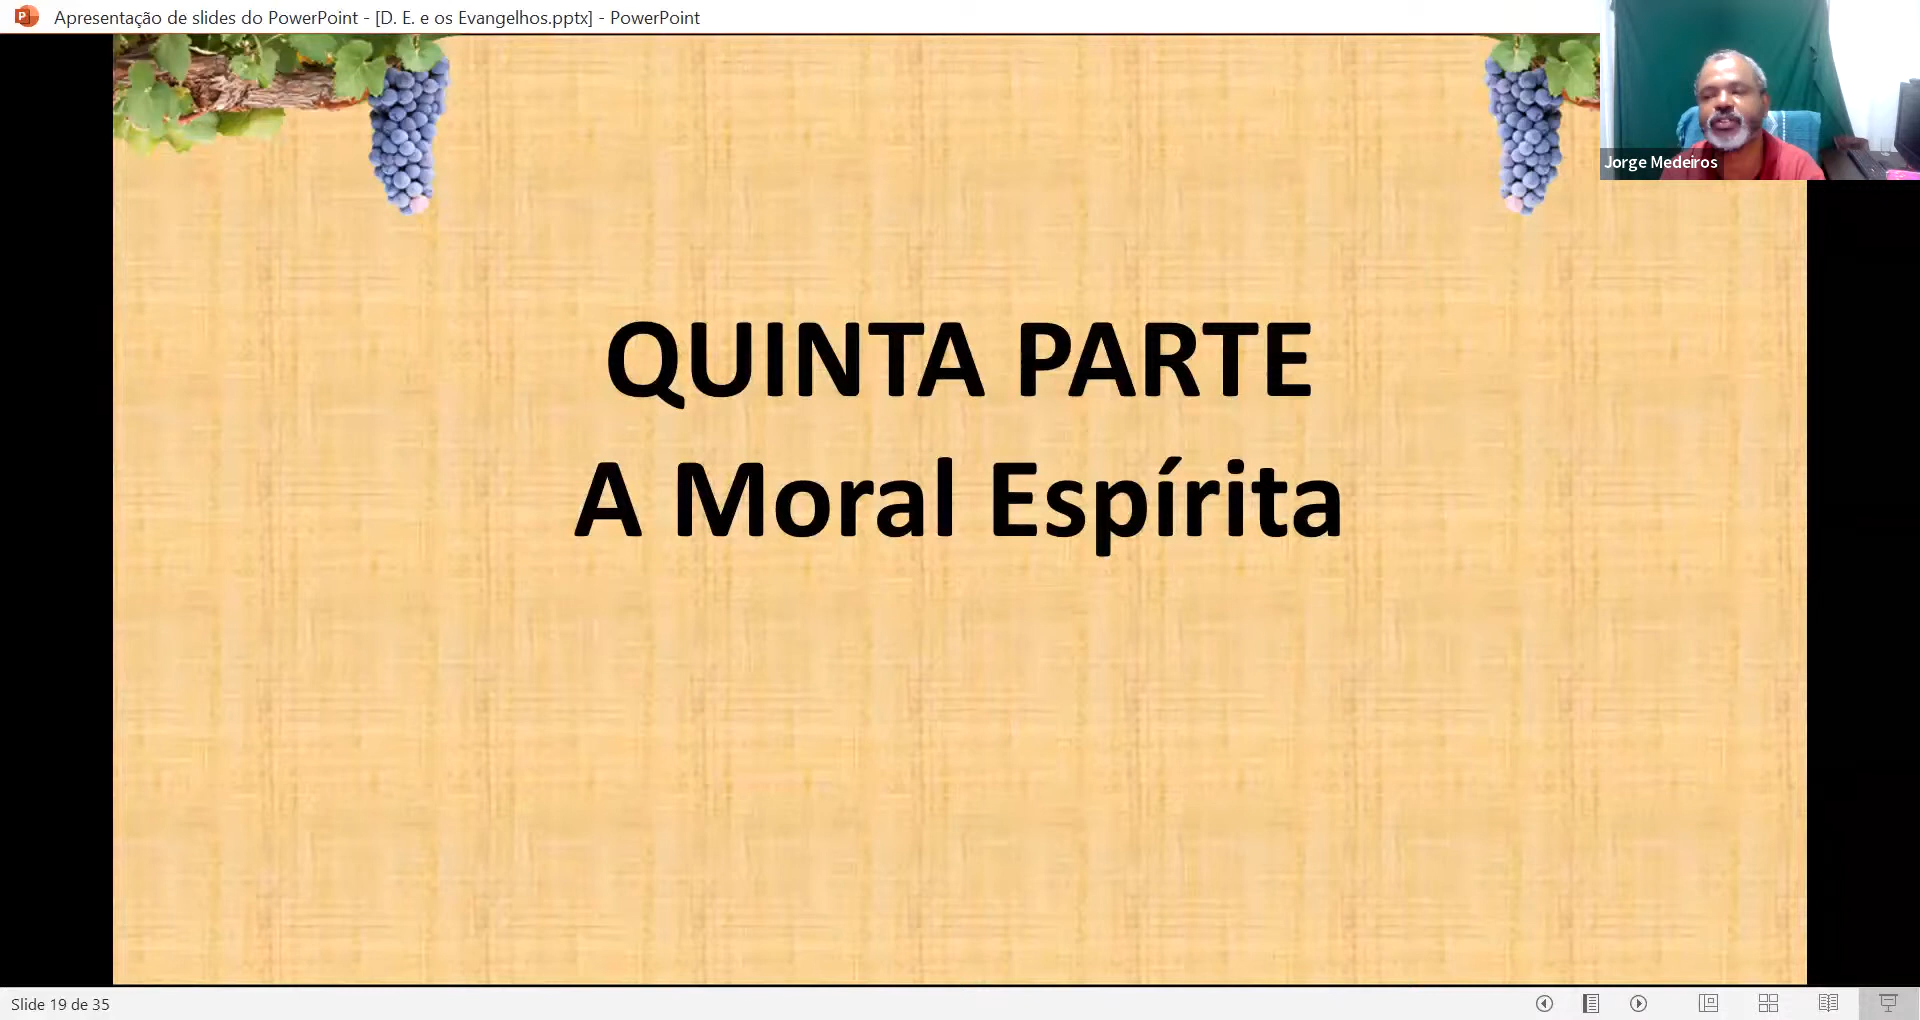 Apresentação de slides do PowerPoint - [D. E. e os Evangelhos.pptx] - PowerPoint
Jorge Medeiros
QUINTA PARTE
A Moral Espírita
Slide 19 de 35